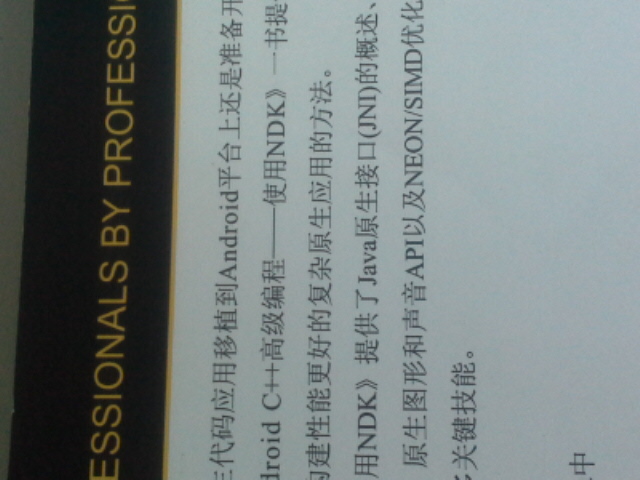 ESSIONALS BY PROFESSI
代码应用移植到Android平台上还是准备开
droid C++高级编程——使用NDK》一书提
建性能更好的复杂原生应用的方法。
用NDK》提供了Java原生接口(JNI)的概述、
原生图形和声音API以及NEON/SIMD优化
关键技能。
中